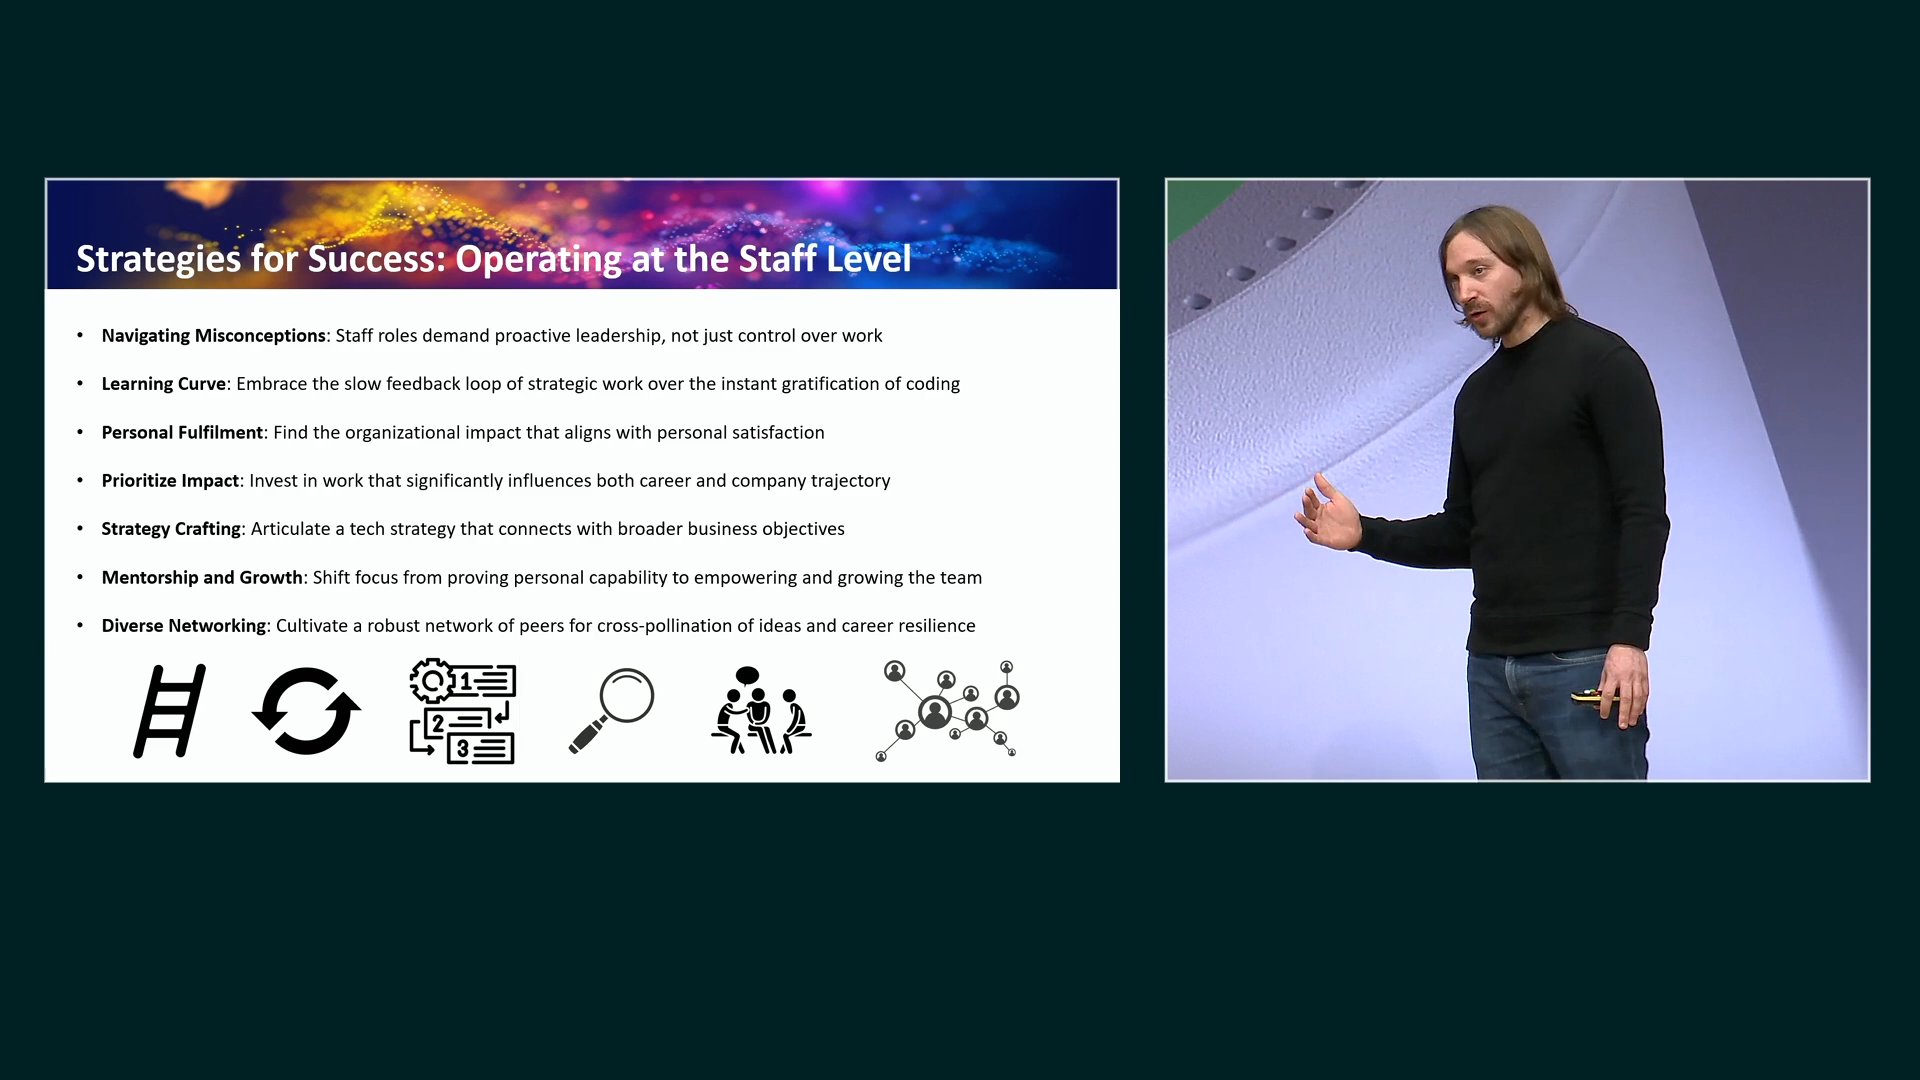 Strategies for Success: Operating at the Staff Level
• Navigating Misconceptions: Staff roles demand proactive leadership, not just control over work
• Learning Curve: Embrace the slow feedback loop of strategic work over the instant gratification of coding
• Personal Fulfilment: Find the organizational impact that aligns with personal satisfaction
• Prioritize Impact: Invest in work that significantly influences both career and company trajectory
• Strategy Crafting: Articulate a tech strategy that connects with broader business objectives
• Mentorship and Growth: Shift focus from proving personal capability to empowering and growing the team
• Diverse Networking: Cultivate a robust network of peers for cross-pollination of ideas and career resilience
1
2
3